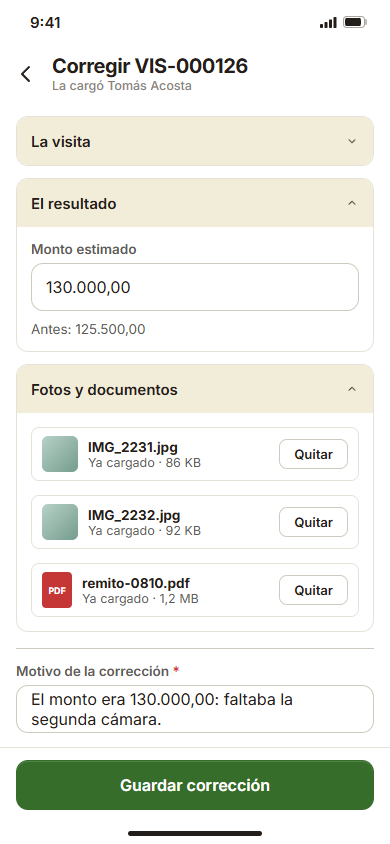 9:41
Corregir VIS-000126
La cargó Tomás Acosta
La visita
El resultado
Monto estimado
130.000,00
Antes: 125.500,00
Fotos y documentos
IMG_2231.jpg
Ya cargado · 86 KB
Quitar
IMG_2232.jpg
Ya cargado · 92 KB
Quitar
PDF
remito-0810.pdf
Ya cargado · 1,2 MB
Quitar
Motivo de la corrección *
El monto era 130.000,00: faltaba la
segunda cámara.
Guardar corrección